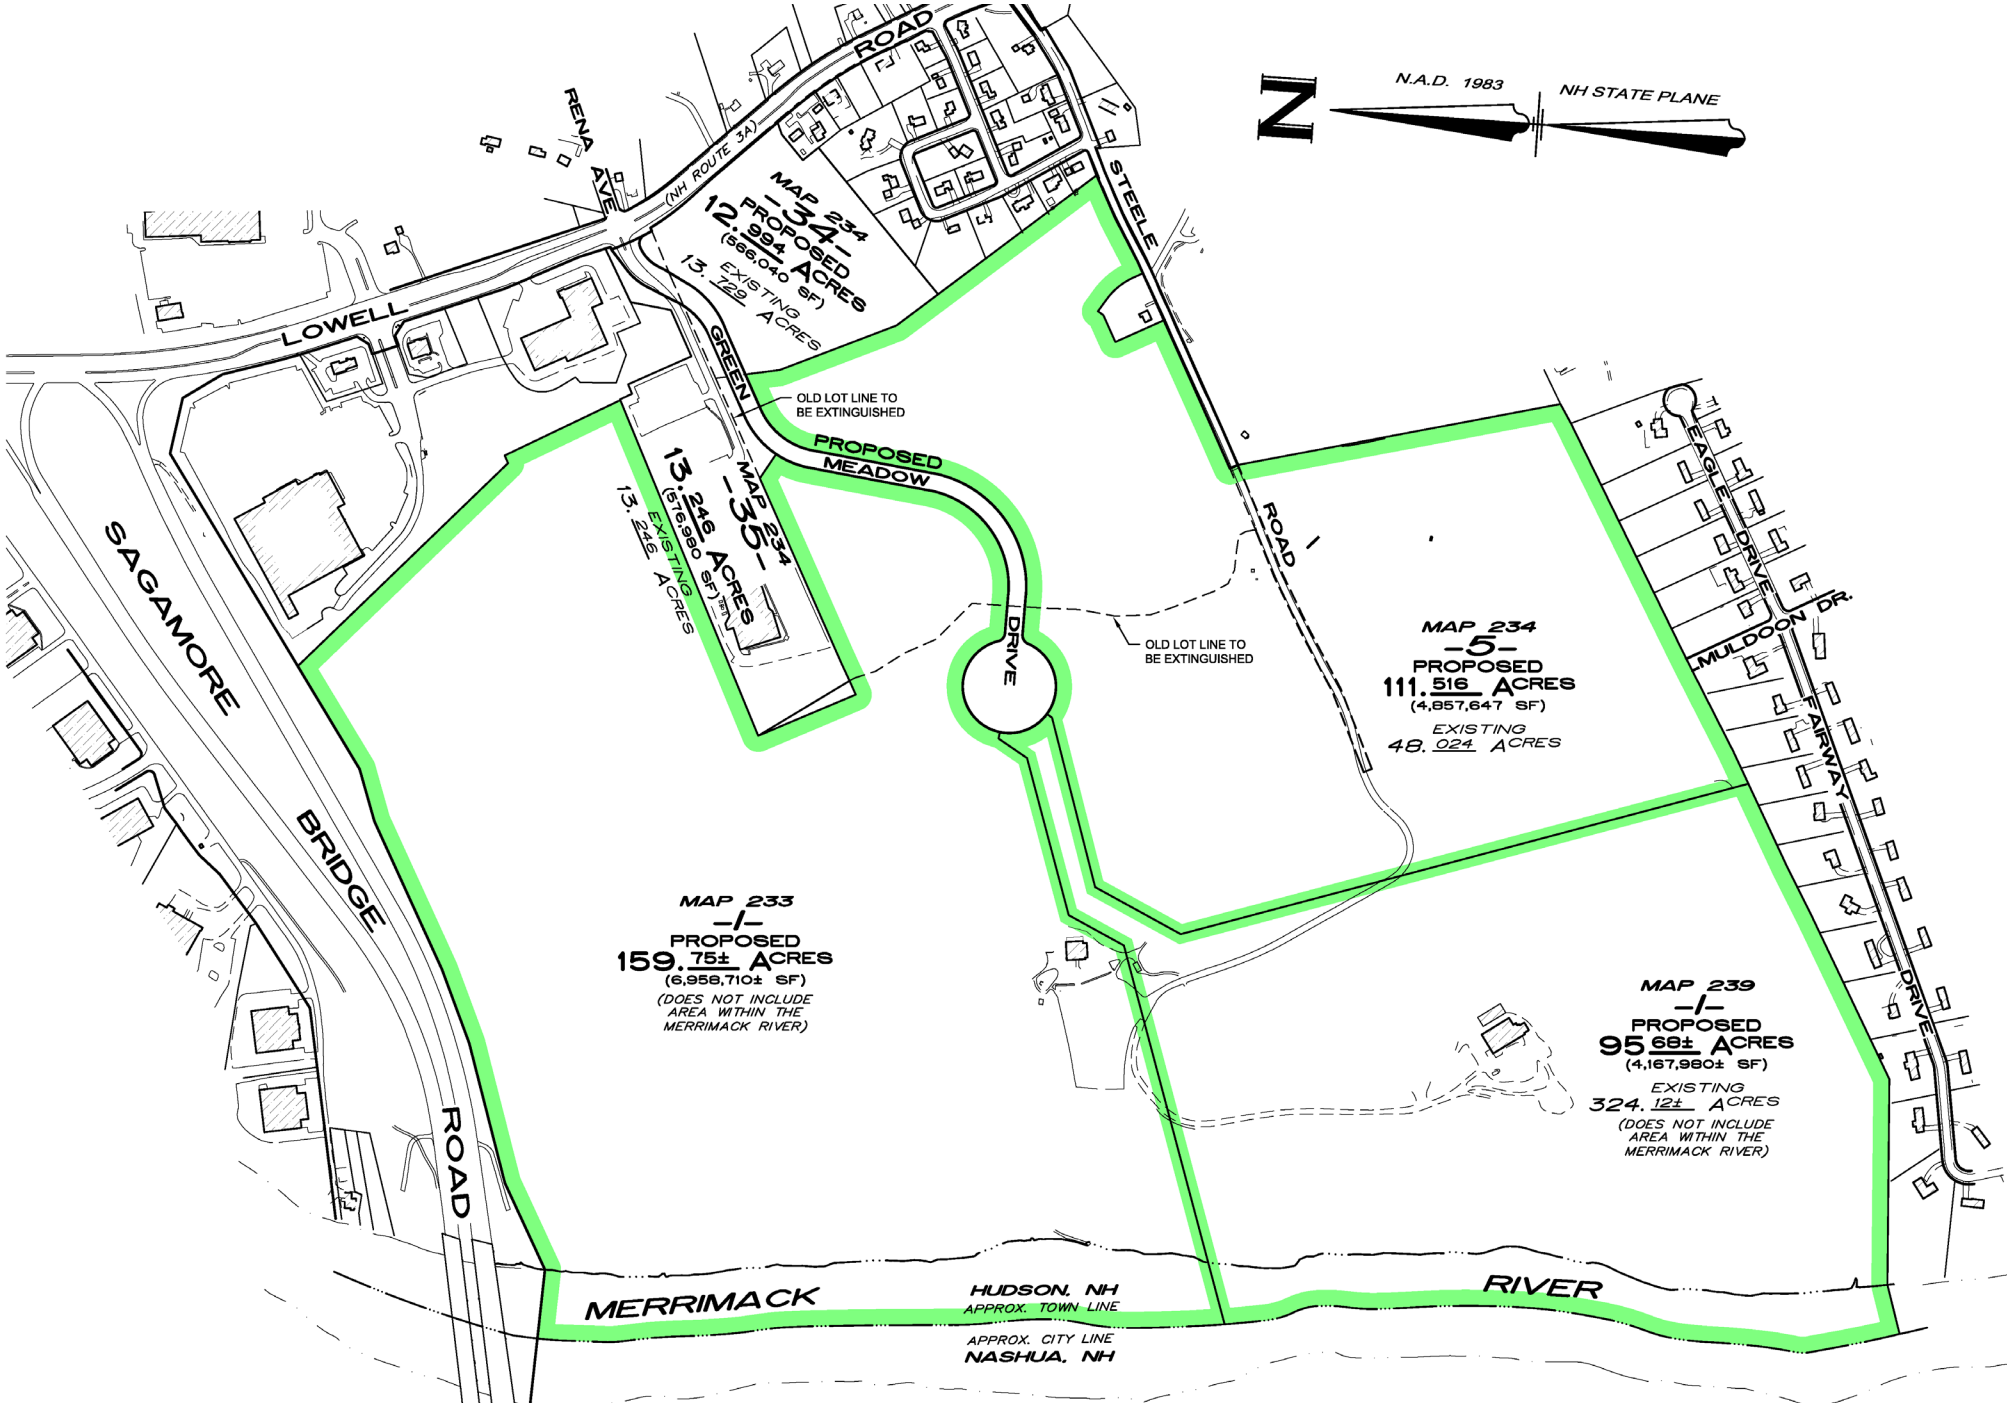 ROAD
N
N.A.D. 1983
NH STATE PLANE
RENA
AVE
(NH ROUTE 3A)
LOWELL
STEELE
ROAD
MAP 234
-34-
PROPOSED
12.994 ACRES
(566,040 SF)
EXISTING
13.729 ACRES
GREEN
OLD LOT LINE TO
BE EXTINGUISHED
PROPOSED
MEADOW
DRIVE
MAP 234
-35-
13.246 ACRES
(576,980 SF)
EXISTING
13.246 ACRES
OLD LOT LINE TO
BE EXTINGUISHED
EAGLE DRIVE
MULDOON DR.
FAIRWAY
DRIVE
MAP 234
-5-
PROPOSED
111.516 ACRES
(4,857,647 SF)
EXISTING
48.024 ACRES
SAGAMORE
BRIDGE
ROAD
MAP 233
-1-
PROPOSED
159.75± ACRES
(6,958,710± SF)
(DOES NOT INCLUDE
AREA WITHIN THE
MERRIMACK RIVER)
MAP 239
-1-
PROPOSED
95.68± ACRES
(4,167,980± SF)
EXISTING
324.12± ACRES
(DOES NOT INCLUDE
AREA WITHIN THE
MERRIMACK RIVER)
MERRIMACK
RIVER
HUDSON, NH
APPROX. TOWN LINE
APPROX. CITY LINE
NASHUA, NH